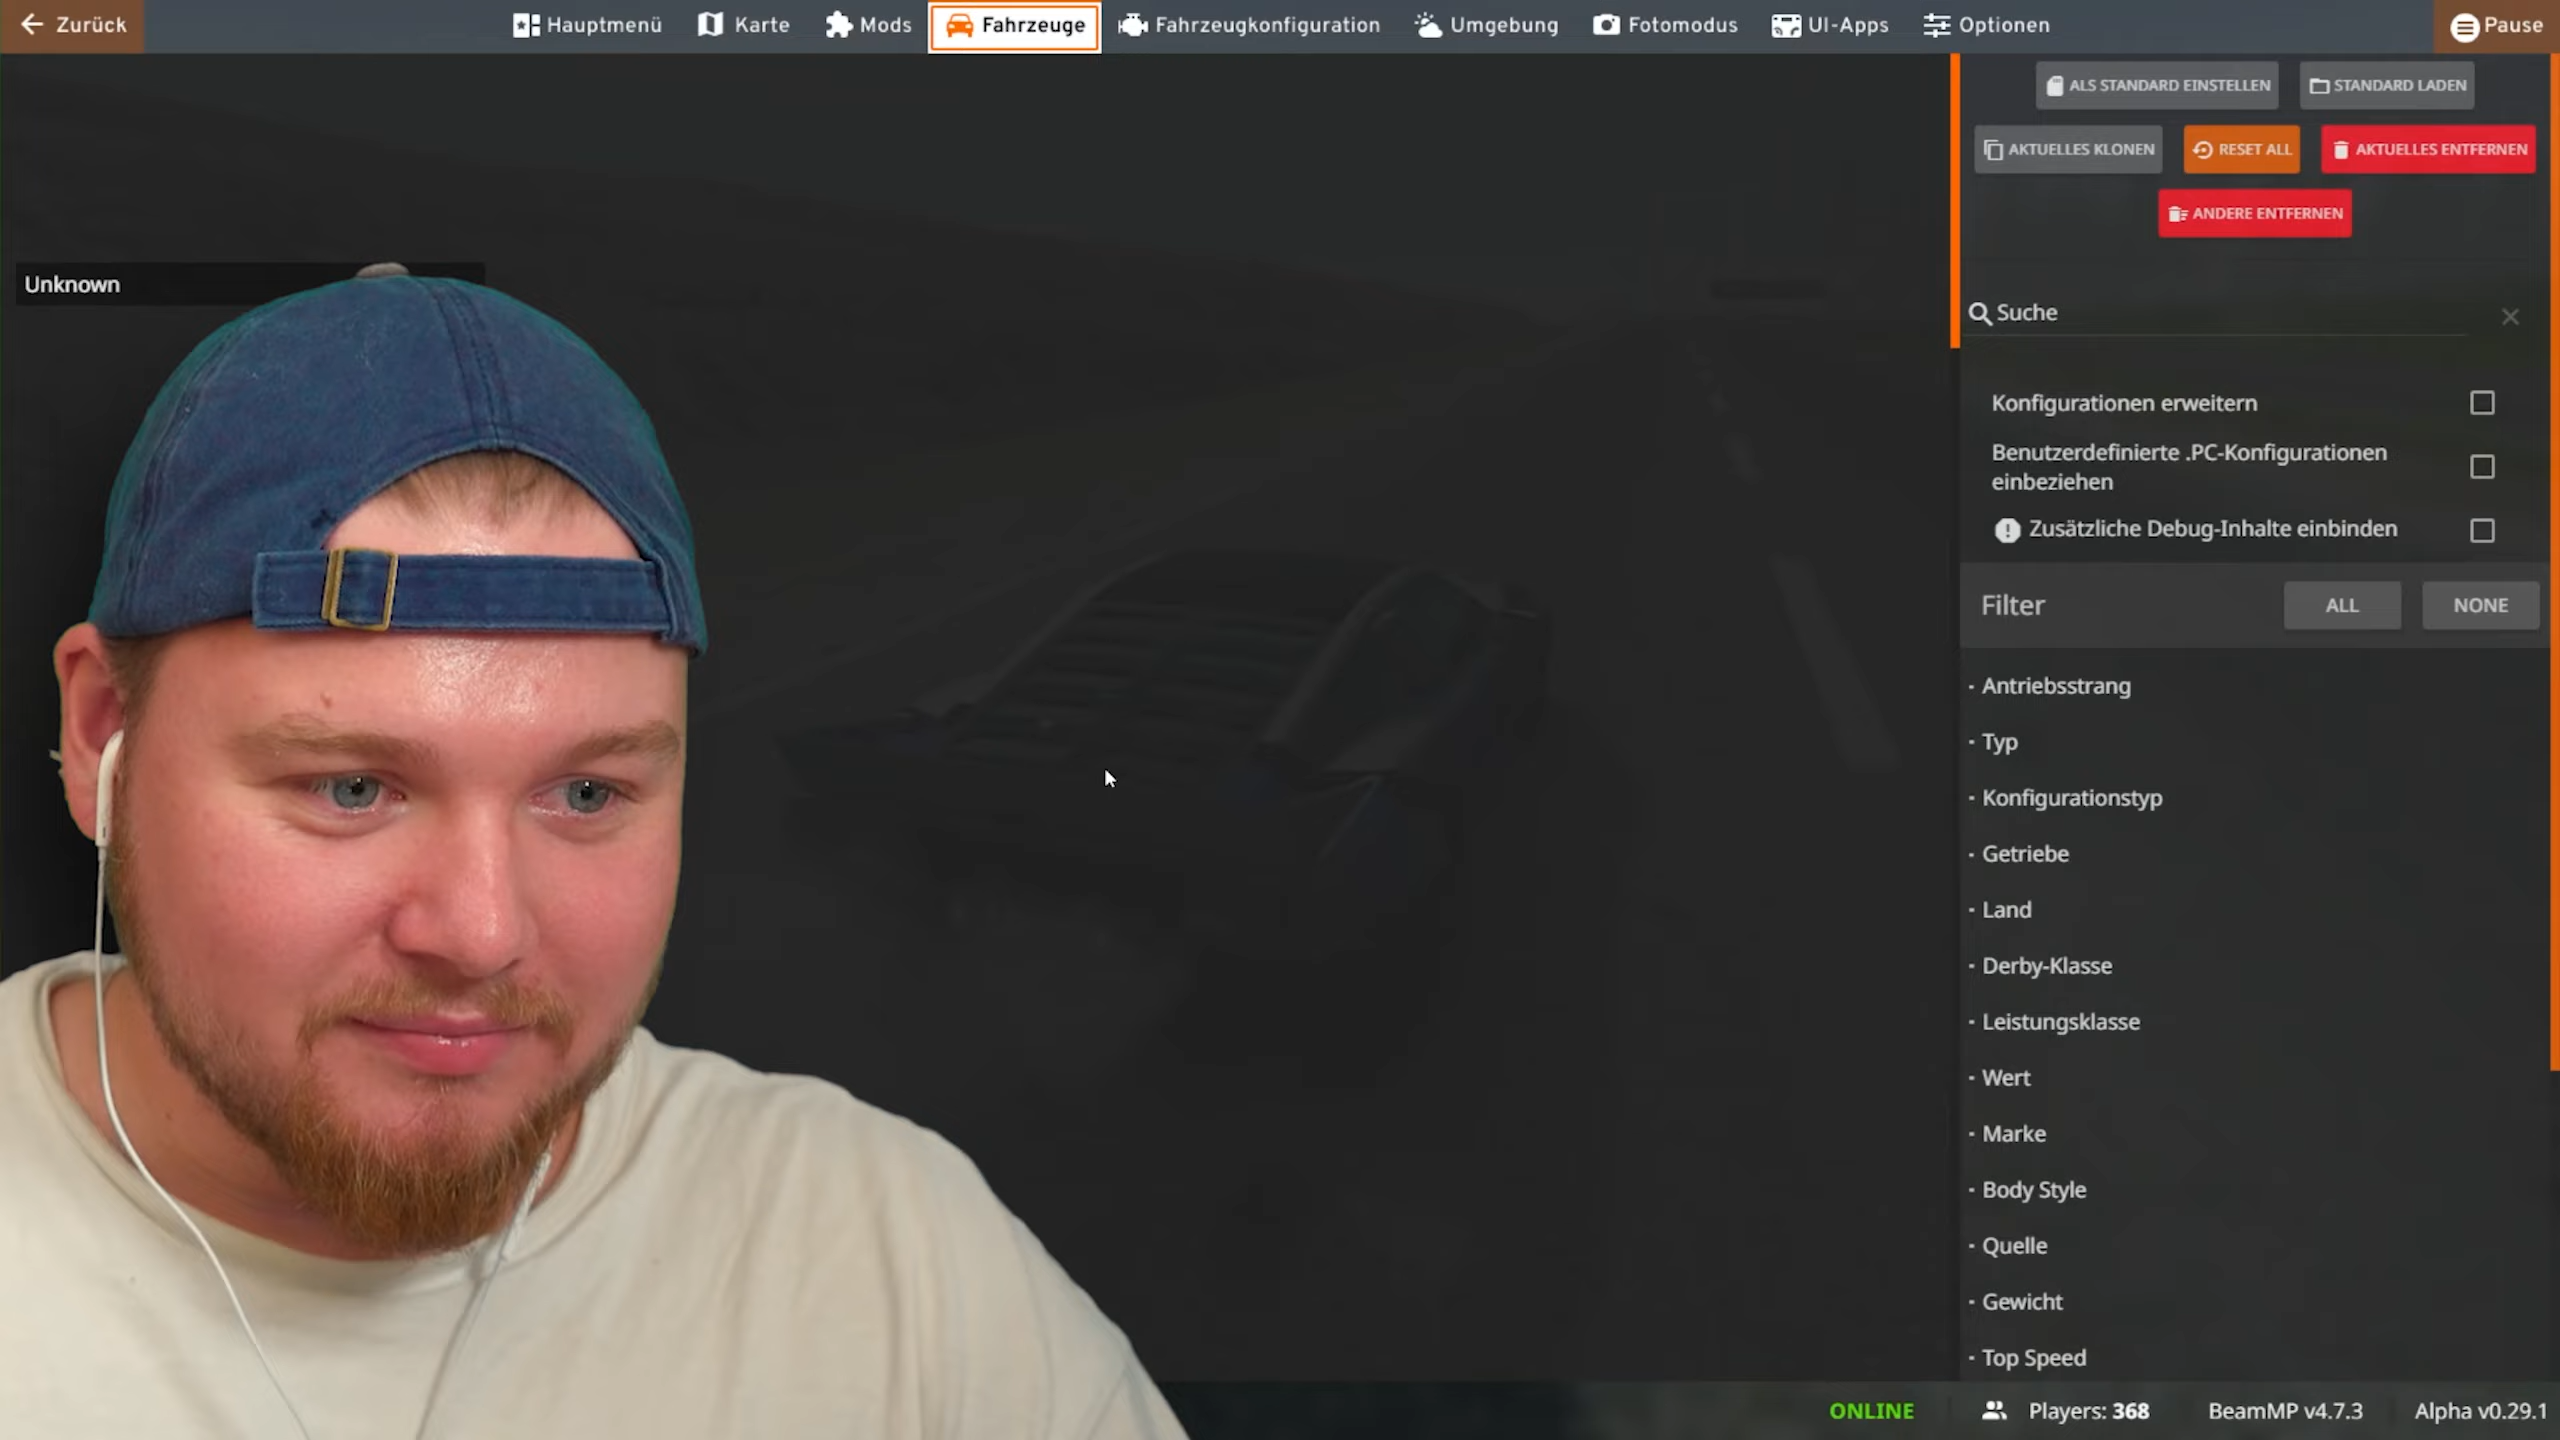 Zurück
Hauptmenü
Karte
Mods
Fahrzeuge
Fahrzeugkonfiguration
Umgebung
Fotomodus
UI-Apps
Optionen
Pause
ALS STANDARD EINSTELLEN
STANDARD LADEN
AKTUELLES KLONEN
RESET ALL
AKTUELLES ENTFERNEN
ANDERE ENTFERNEN
Unknown
Suche
Konfigurationen erweitern
Benutzerdefinierte .PC-Konfigurationen
einbeziehen
Zusätzliche Debug-Inhalte einbinden
Filter
ALL
NONE
· Antriebsstrang
· Typ
· Konfigurationstyp
· Getriebe
· Land
· Derby-Klasse
· Leistungsklasse
· Wert
· Marke
· Body Style
· Quelle
· Gewicht
· Top Speed
ONLINE
Players: 368
BeamMP v4.7.3
Alpha v0.29.1